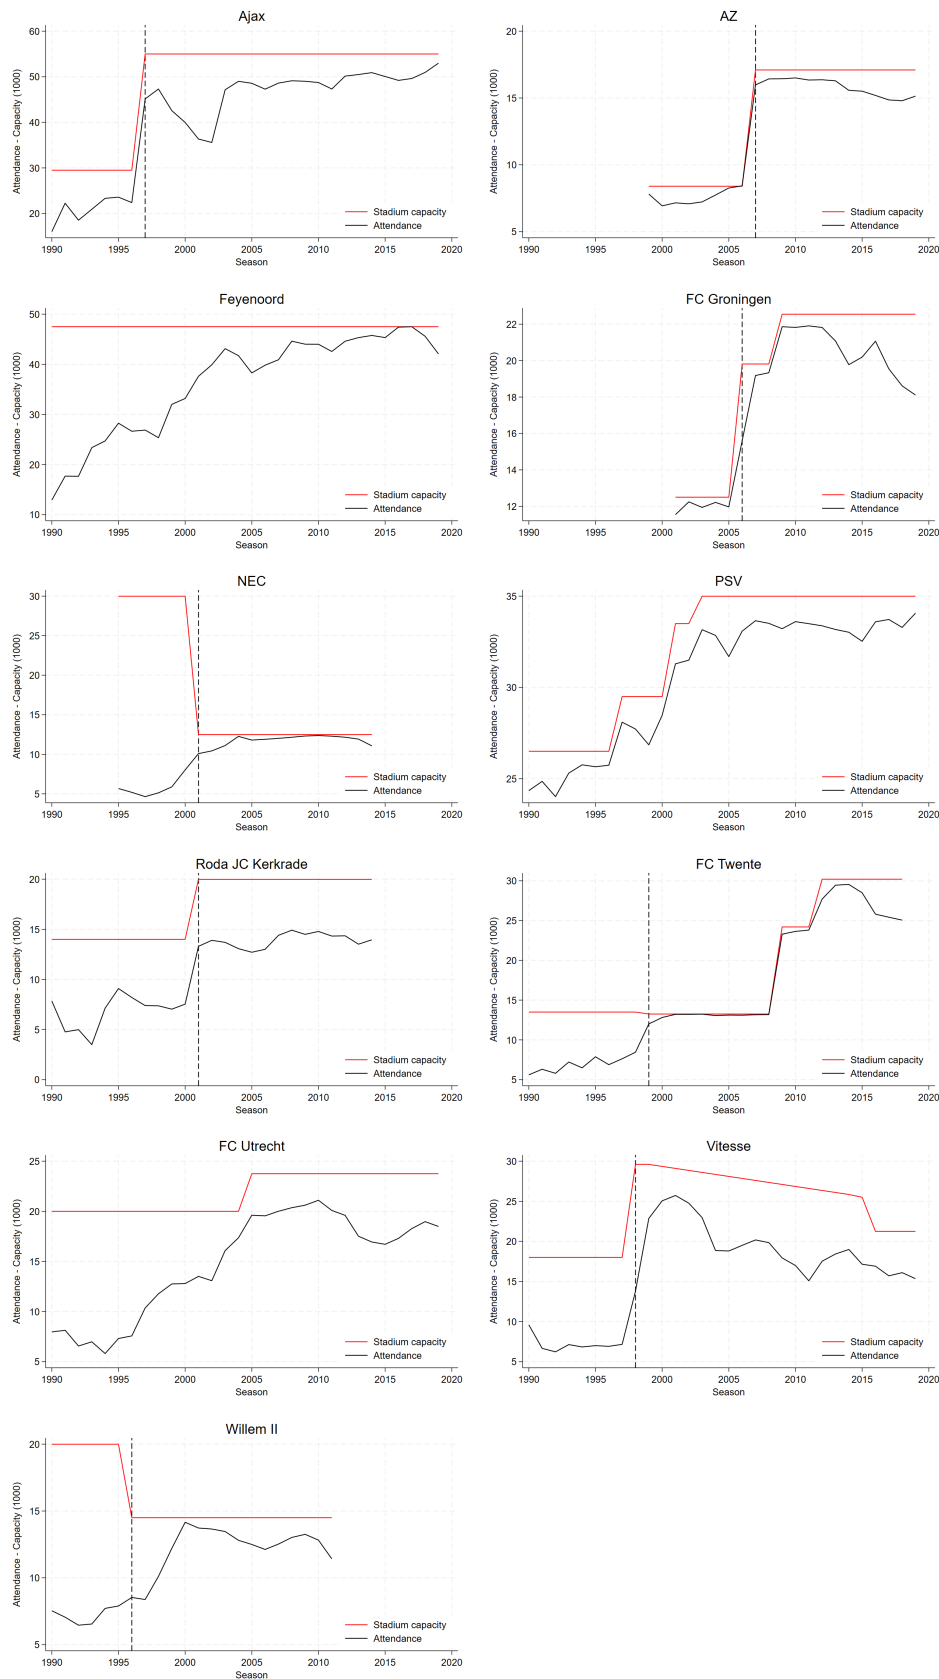 Ajax
Attendance - Capacity (1000)
60
50
40
30
20
Stadium capacity
Attendance
1990 1995 2000 2005 2010 2015 2020
Season
AZ
Attendance - Capacity (1000)
20
15
10
5
Stadium capacity
Attendance
1990 1995 2000 2005 2010 2015 2020
Season
Feyenoord
Attendance - Capacity (1000)
50
40
30
20
10
Stadium capacity
Attendance
1990 1995 2000 2005 2010 2015 2020
Season
FC Groningen
Attendance - Capacity (1000)
22
20
18
16
14
12
Stadium capacity
Attendance
1990 1995 2000 2005 2010 2015 2020
Season
NEC
Attendance - Capacity (1000)
30
25
20
15
10
5
Stadium capacity
Attendance
1990 1995 2000 2005 2010 2015 2020
Season
PSV
Attendance - Capacity (1000)
35
30
25
Stadium capacity
Attendance
1990 1995 2000 2005 2010 2015 2020
Season
Roda JC Kerkrade
Attendance - Capacity (1000)
20
15
10
5
0
Stadium capacity
Attendance
1990 1995 2000 2005 2010 2015 2020
Season
FC Twente
Attendance - Capacity (1000)
30
25
20
15
10
5
Stadium capacity
Attendance
1990 1995 2000 2005 2010 2015 2020
Season
FC Utrecht
Attendance - Capacity (1000)
25
20
15
10
5
Stadium capacity
Attendance
1990 1995 2000 2005 2010 2015 2020
Season
Vitesse
Attendance - Capacity (1000)
30
25
20
15
10
5
Stadium capacity
Attendance
1990 1995 2000 2005 2010 2015 2020
Season
Willem II
Attendance - Capacity (1000)
20
15
10
5
Stadium capacity
Attendance
1990 1995 2000 2005 2010 2015 2020
Season